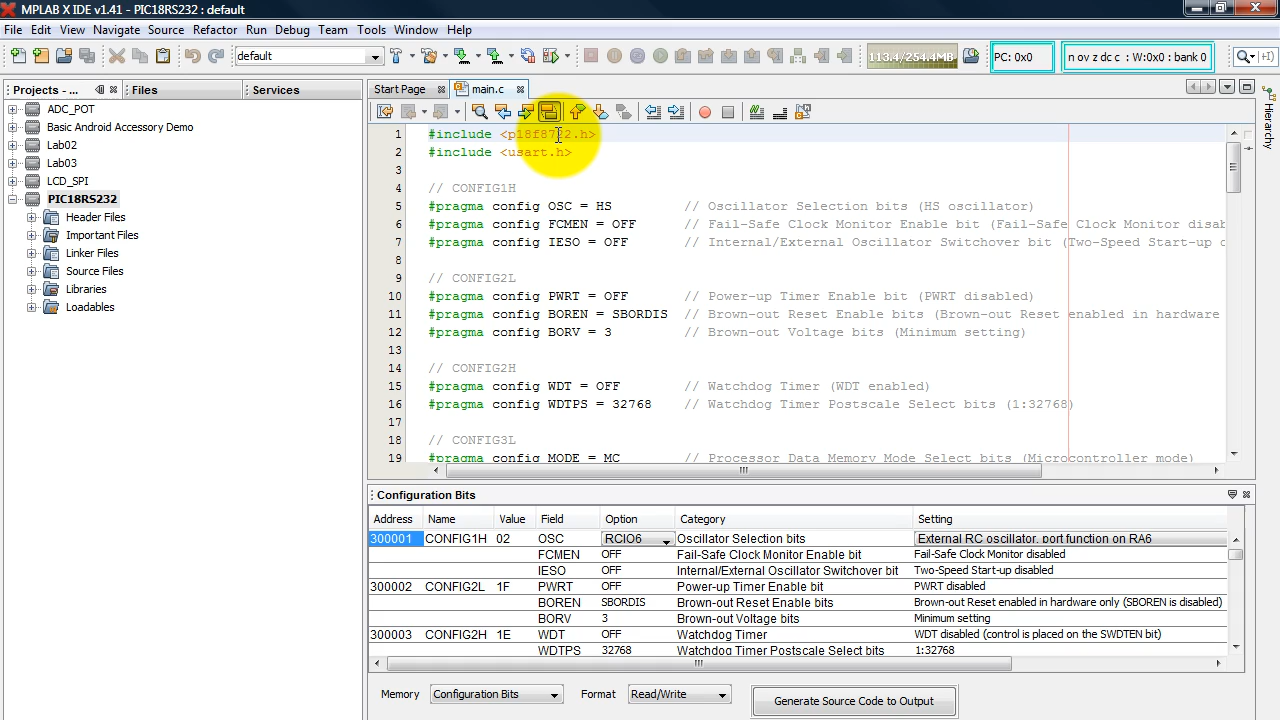 MPLAB X IDE v1.41 - PIC18RS232 : default
File Edit View Navigate Source Refactor Run Debug Team Tools Window Help
default
113.4/254.4MB
PC: 0x0
n ov z dc c : W:0x0 : bank 0
Projects - ...
Files
Services
ADC_POT
Basic Android Accessory Demo
Lab02
Lab03
LCD_SPI
PIC18RS232
Header Files
Important Files
Linker Files
Source Files
Libraries
Loadables
Start Page
main.c
1 #include <p18f8722.h>
2 #include <usart.h>
3
4 // CONFIG1H
5 #pragma config OSC = HS // Oscillator Selection bits (HS oscillator)
6 #pragma config FCMEN = OFF // Fail-Safe Clock Monitor Enable bit (Fail-Safe Clock Monitor disab
7 #pragma config IESO = OFF // Internal/External Oscillator Switchover bit (Two-Speed Start-up d
8
9 // CONFIG2L
10 #pragma config PWRT = OFF // Power-up Timer Enable bit (PWRT disabled)
11 #pragma config BOREN = SBORDIS // Brown-out Reset Enable bits (Brown-out Reset enabled in hardware
12 #pragma config BORV = 3 // Brown-out Voltage bits (Minimum setting)
13
14 // CONFIG2H
15 #pragma config WDT = OFF // Watchdog Timer (WDT enabled)
16 #pragma config WDTPS = 32768 // Watchdog Timer Postscale Select bits (1:32768)
17
18 // CONFIG3L
19 #pragma config MODE = MC // Processor Data Memory Mode Select bits (Microcontroller mode)
Hierarchy
Configuration Bits
Address Name Value Field Option Category Setting
300001 CONFIG1H 02 OSC RCIO6 Oscillator Selection bits External RC oscillator, port function on RA6
FCMEN OFF Fail-Safe Clock Monitor Enable bit Fail-Safe Clock Monitor disabled
IESO OFF Internal/External Oscillator Switchover bit Two-Speed Start-up disabled
300002 CONFIG2L 1F PWRT OFF Power-up Timer Enable bit PWRT disabled
BOREN SBORDIS Brown-out Reset Enable bits Brown-out Reset enabled in hardware only (SBOREN is disabled)
BORV 3 Brown-out Voltage bits Minimum setting
300003 CONFIG2H 1E WDT OFF Watchdog Timer WDT disabled (control is placed on the SWDTEN bit)
WDTPS 32768 Watchdog Timer Postscale Select bits 1:32768
Memory Configuration Bits Format Read/Write Generate Source Code to Output